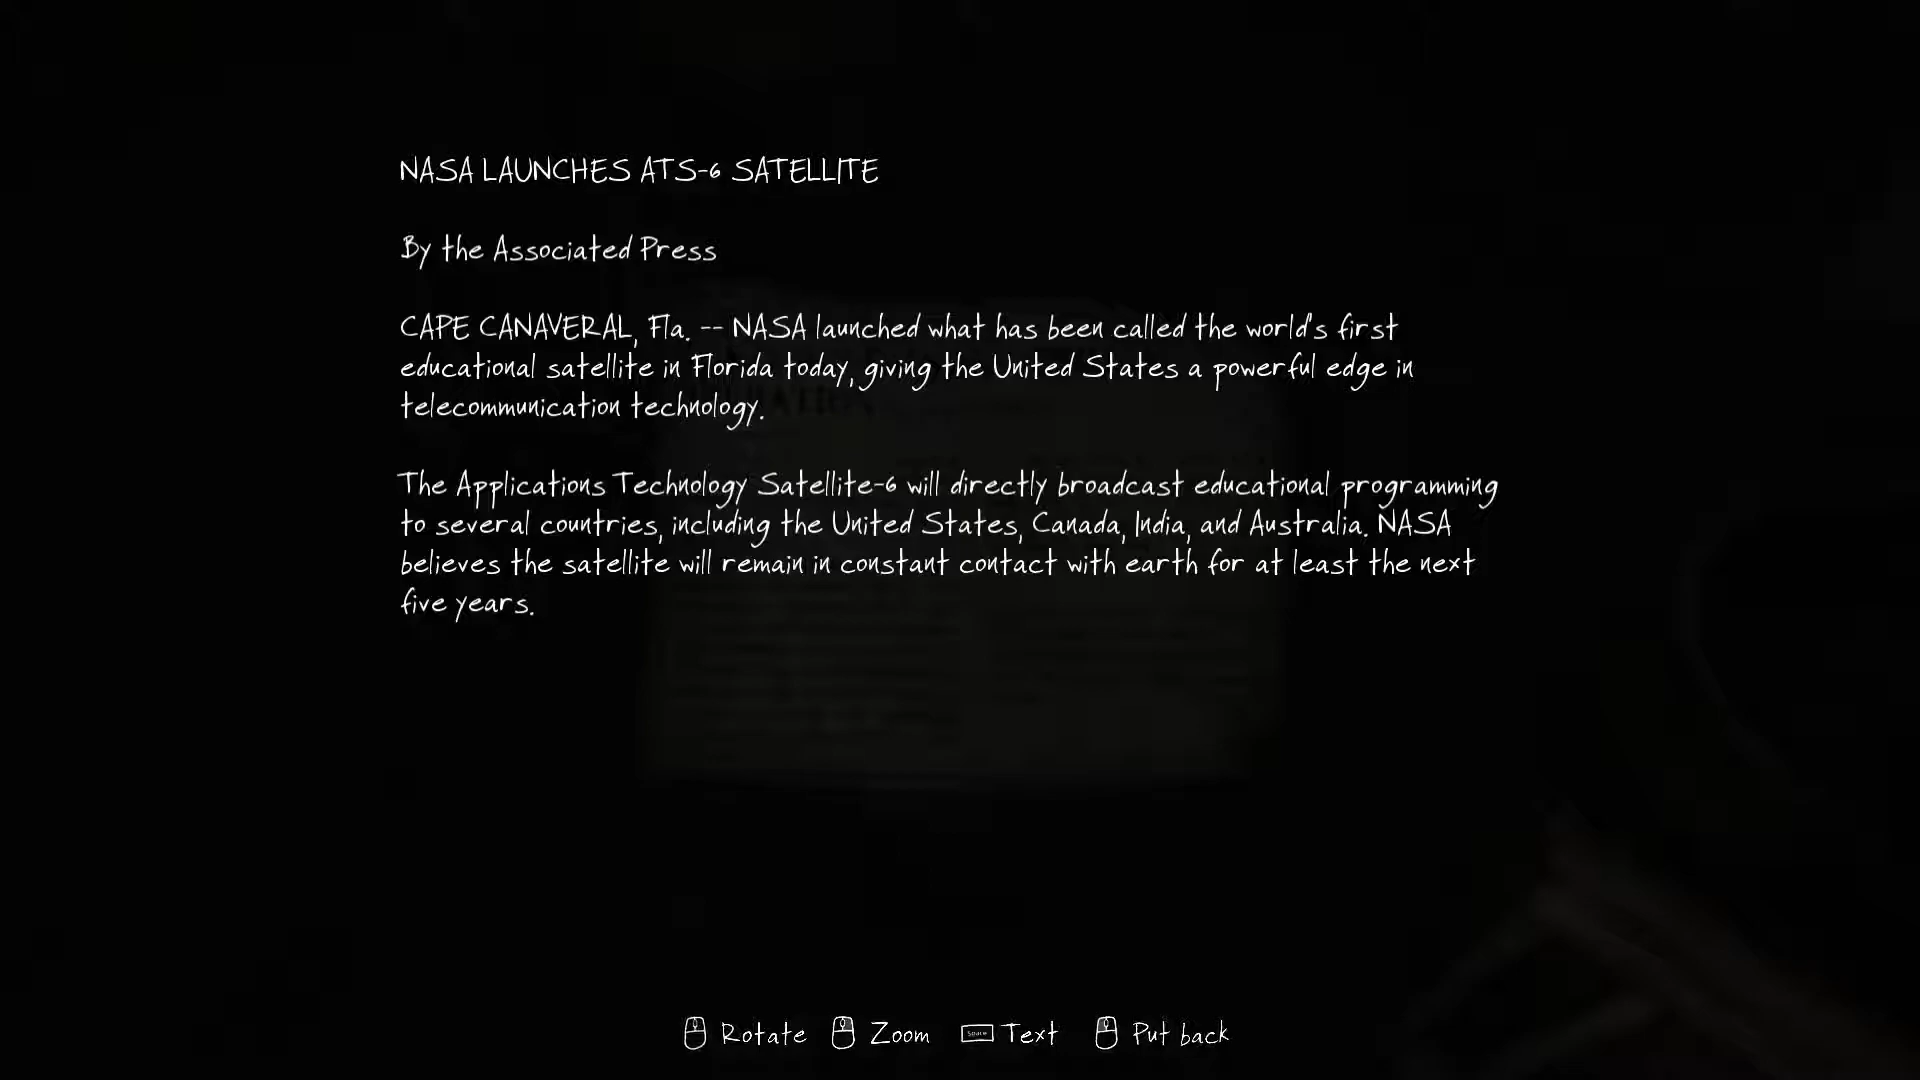 NASA LAUNCHES ATS-6 SATELLITE
By the Associated Press
CAPE CANAVERAL, Fla. -- NASA launched what has been called the world's first
educational satellite in Florida today, giving the United States a powerful edge in
telecommunication technology.
The Applications Technology Satellite-6 will directly broadcast educational programming
to several countries, including the United States, Canada, India, and Australia. NASA
believes the satellite will remain in constant contact with earth for at least the next
five years.
Rotate Zoom Space Text Put back